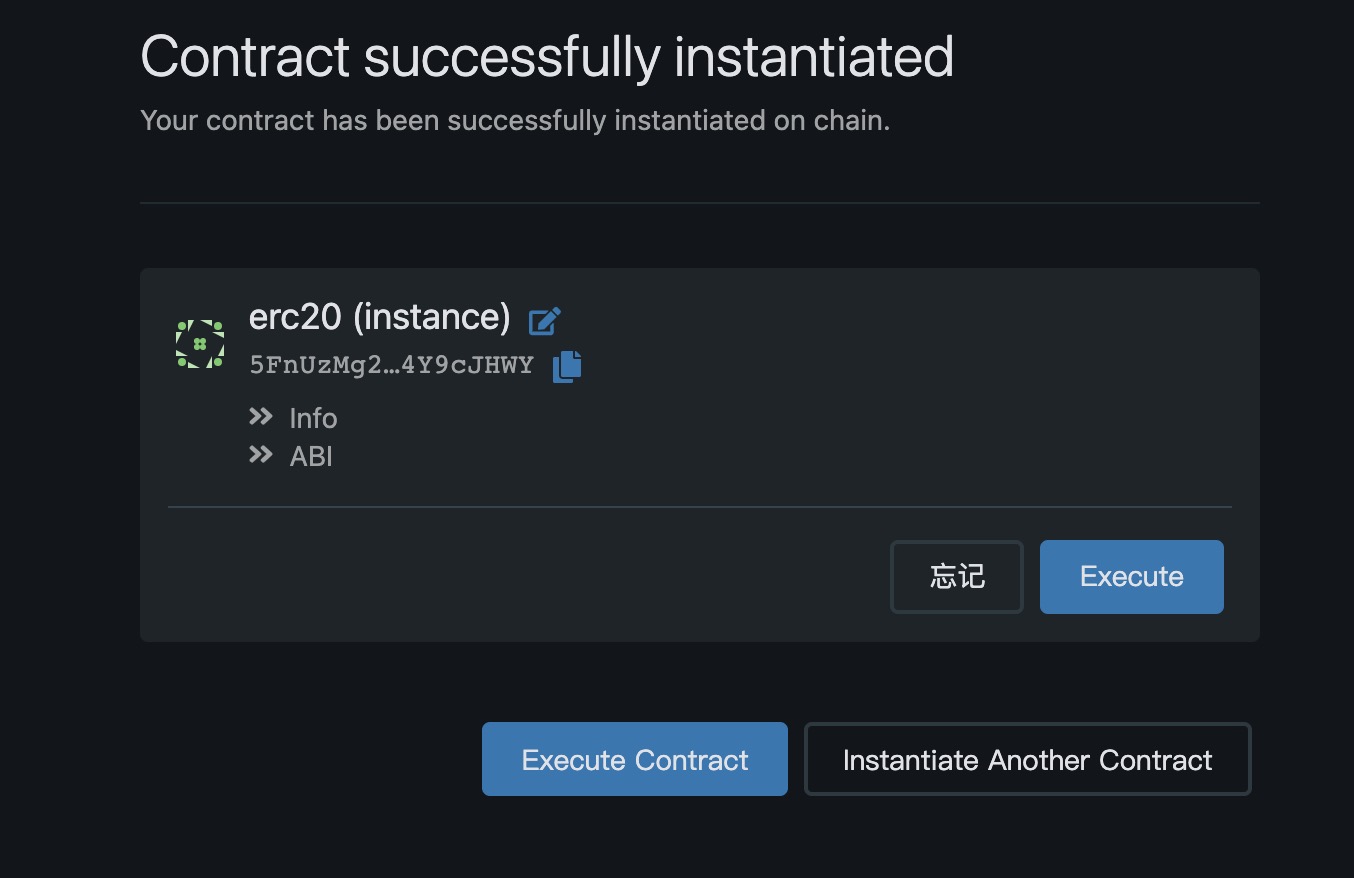 Contract successfully instantiated
Your contract has been successfully instantiated on chain.
erc20 (instance)
5FnUzMg2…4Y9cJHWY
Info
ABI
忘记
Execute
Execute Contract
Instantiate Another Contract